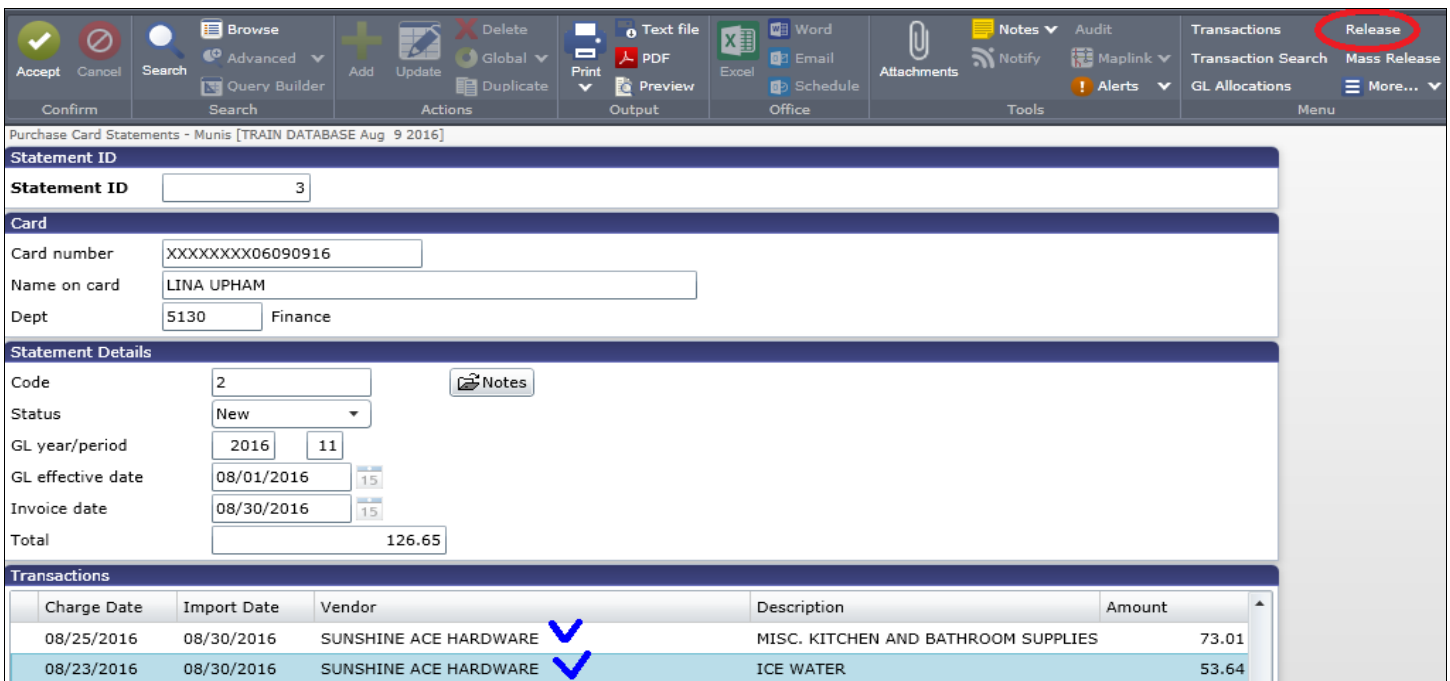 Browse Delete Text file Word Notes Audit Transactions Release
Advanced Global PDF Email Notify Maplink Transaction Search Mass Release
Accept Cancel Search Add Update Print Excel Attachments
Query Builder Duplicate Preview Schedule Alerts GL Allocations More...
Confirm Search Actions Output Office Tools Menu
Purchase Card Statements - Munis [TRAIN DATABASE Aug 9 2016]
Statement ID
Statement ID 3
Card
Card number XXXXXXXX06090916
Name on card LINA UPHAM
Dept 5130 Finance
Statement Details
Code 2 Notes
Status New
GL year/period 2016 11
GL effective date 08/01/2016 15
Invoice date 08/30/2016 15
Total 126.65
Transactions
Charge Date Import Date Vendor Description Amount
08/25/2016 08/30/2016 SUNSHINE ACE HARDWARE MISC. KITCHEN AND BATHROOM SUPPLIES 73.01
08/23/2016 08/30/2016 SUNSHINE ACE HARDWARE ICE WATER 53.64